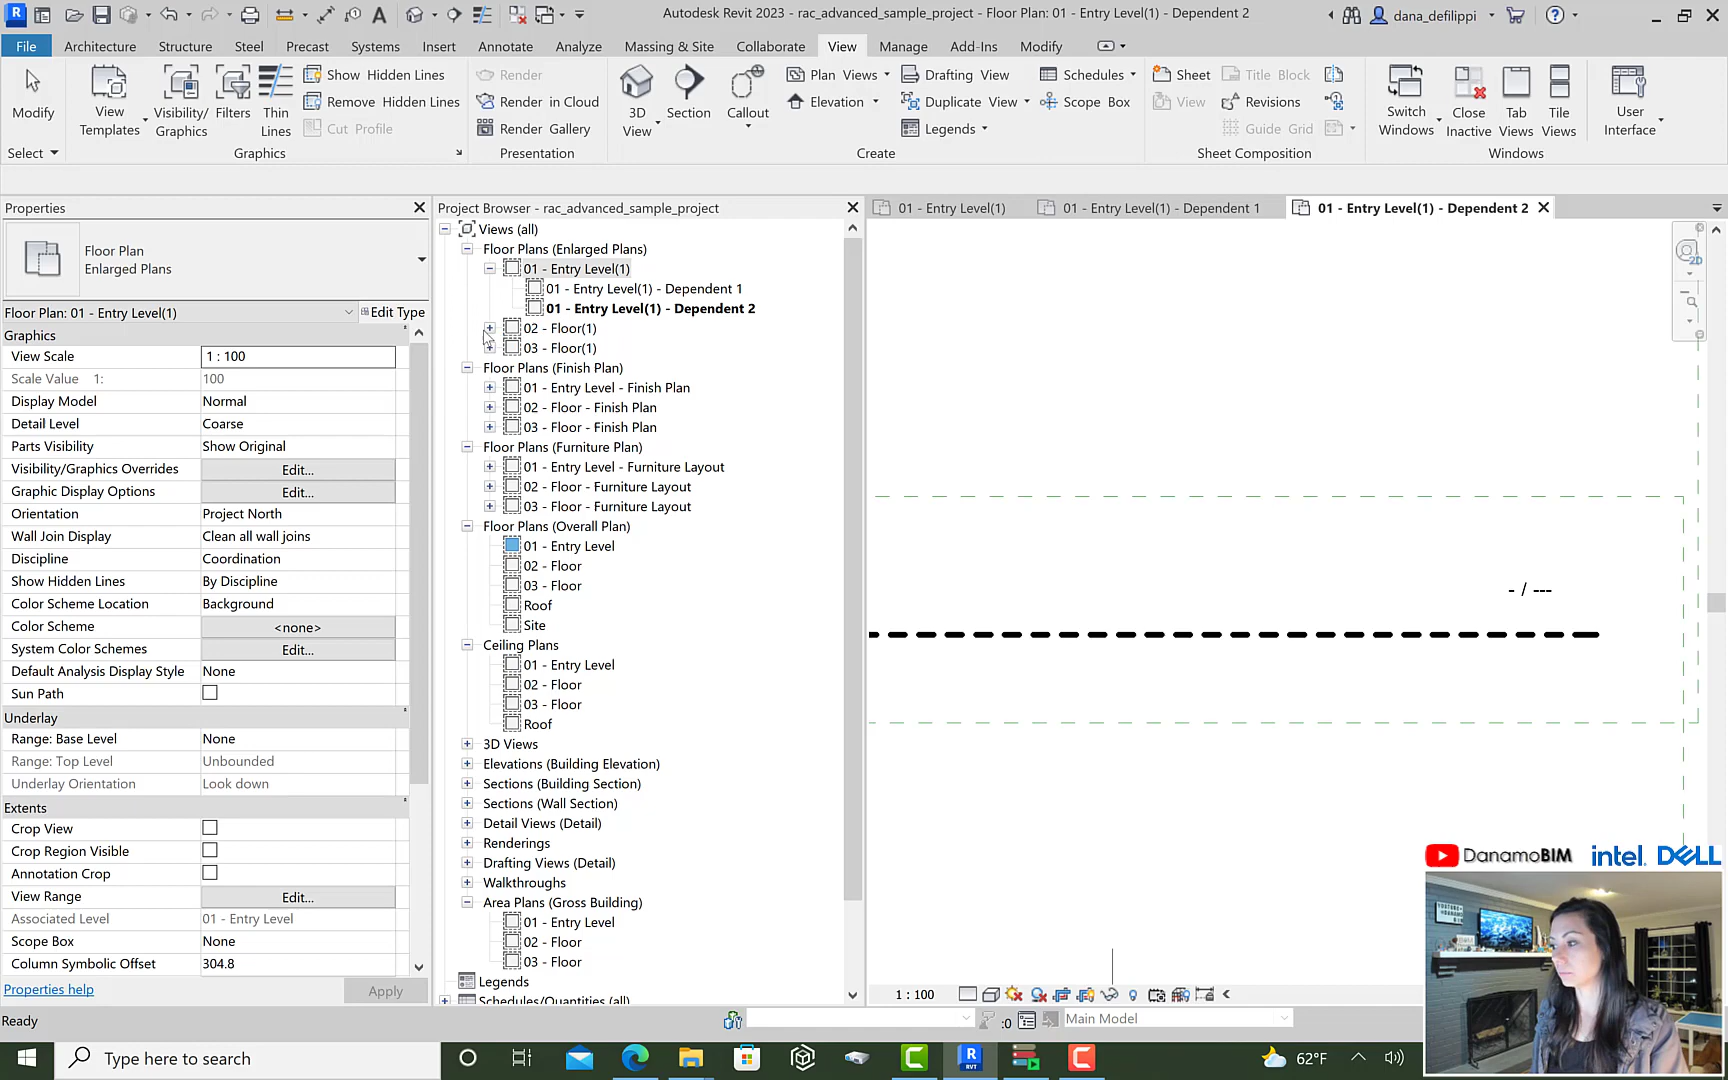 Autodesk Revit 2023 - rac_advanced_sample_project - Floor Plan: 01 - Entry Level(1) - Dependent 2
dana_defilippi
File Architecture Structure Steel Precast Systems Insert Annotate Analyze Massing & Site Collaborate View Manage Add-Ins Modify
Modify
Select
View Templates
Visibility/ Graphics
Filters
Thin Lines
Show Hidden Lines
Remove Hidden Lines
Cut Profile
Graphics
Render
Render in Cloud
Render Gallery
Presentation
3D View
Section
Callout
Plan Views
Elevation
Drafting View
Duplicate View
Legends
Schedules
Scope Box
Create
Sheet
View
Title Block
Revisions
Guide Grid
Sheet Composition
Switch Windows
Close Inactive
Tab Views
Tile Views
Windows
User Interface
Properties
Floor Plan
Enlarged Plans
Floor Plan: 01 - Entry Level(1)
Edit Type
Graphics
View Scale 1 : 100
Scale Value 1: 100
Display Model Normal
Detail Level Coarse
Parts Visibility Show Original
Visibility/Graphics Overrides Edit...
Graphic Display Options Edit...
Orientation Project North
Wall Join Display Clean all wall joins
Discipline Coordination
Show Hidden Lines By Discipline
Color Scheme Location Background
Color Scheme <none>
System Color Schemes Edit...
Default Analysis Display Style None
Sun Path
Underlay
Range: Base Level None
Range: Top Level Unbounded
Underlay Orientation Look down
Extents
Crop View
Crop Region Visible
Annotation Crop
View Range Edit...
Associated Level 01 - Entry Level
Scope Box None
Column Symbolic Offset 304.8
Properties help
Apply
Project Browser - rac_advanced_sample_project
Views (all)
Floor Plans (Enlarged Plans)
01 - Entry Level(1)
01 - Entry Level(1) - Dependent 1
01 - Entry Level(1) - Dependent 2
02 - Floor(1)
03 - Floor(1)
Floor Plans (Finish Plan)
01 - Entry Level - Finish Plan
02 - Floor - Finish Plan
03 - Floor - Finish Plan
Floor Plans (Furniture Plan)
01 - Entry Level - Furniture Layout
02 - Floor - Furniture Layout
03 - Floor - Furniture Layout
Floor Plans (Overall Plan)
01 - Entry Level
02 - Floor
03 - Floor
Roof
Site
Ceiling Plans
01 - Entry Level
02 - Floor
03 - Floor
Roof
3D Views
Elevations (Building Elevation)
Sections (Building Section)
Sections (Wall Section)
Detail Views (Detail)
Renderings
Drafting Views (Detail)
Walkthroughs
Area Plans (Gross Building)
01 - Entry Level
02 - Floor
03 - Floor
Legends
Schedules/Quantities (all)
01 - Entry Level(1)
01 - Entry Level(1) - Dependent 1
01 - Entry Level(1) - Dependent 2
2D
- / ---
1 : 100
DanamoBIM intel. DELL
Ready
:0
Main Model
Type here to search
62°F